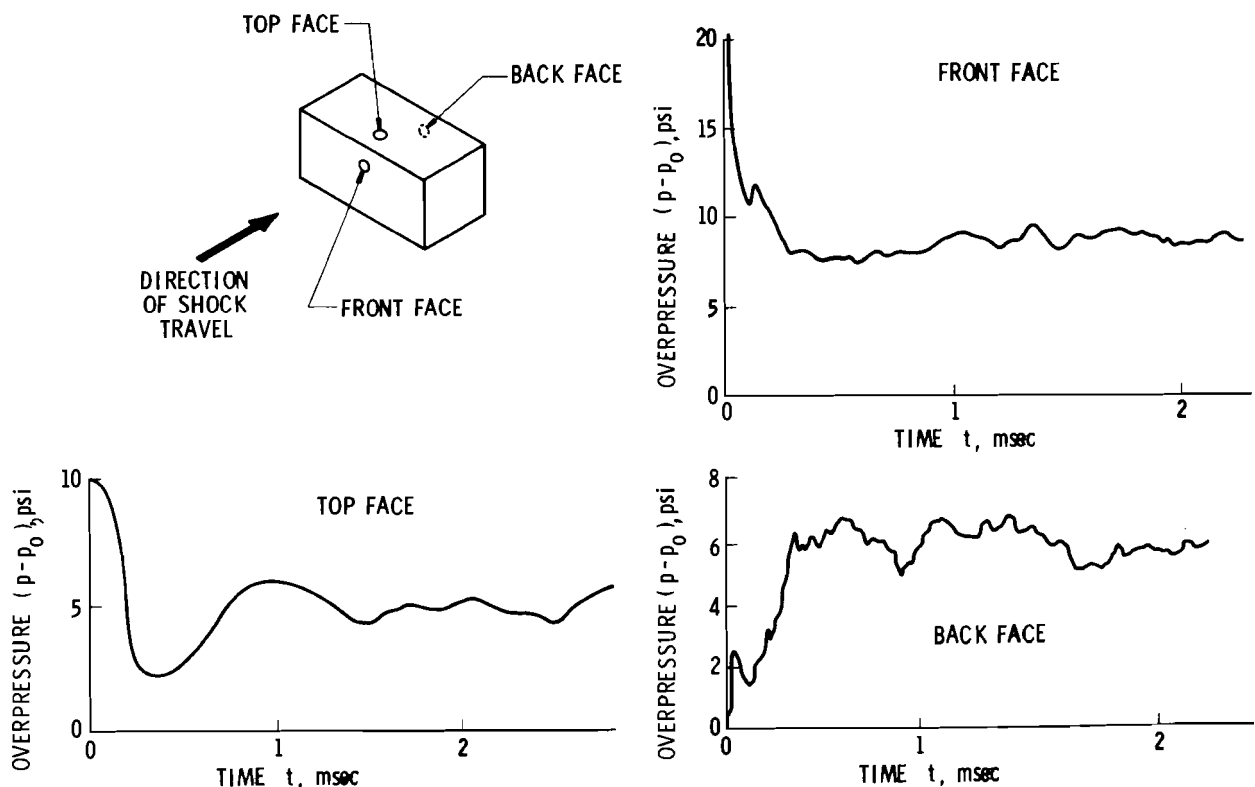 TOP FACE
BACK FACE
DIRECTION
OF SHOCK
TRAVEL
FRONT FACE
OVERPRESSURE (p-p₀), psi
20
15
10
5
0
FRONT FACE
0
1
2
TIME t, msec
OVERPRESSURE (p-p₀), psi
10
5
0
TOP FACE
0
1
2
TIME t, msec
OVERPRESSURE (p-p₀), psi
8
6
4
2
0
BACK FACE
0
1
2
TIME t, msec